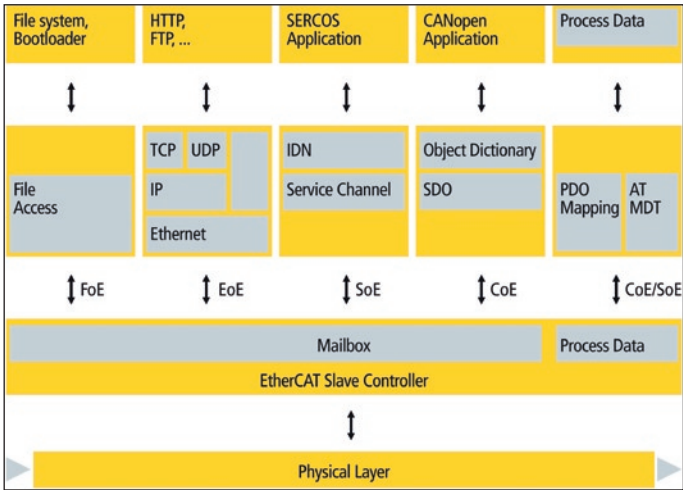 File system,
Bootloader
HTTP,
FTP, ...
SERCOS
Application
CANopen
Application
Process Data
File
Access
TCP
UDP
IP
Ethernet
IDN
Service Channel
Object Dictionary
SDO
PDO
Mapping
AT
MDT
FoE
EoE
SoE
CoE
CoE/SoE
Mailbox
Process Data
EtherCAT Slave Controller
Physical Layer